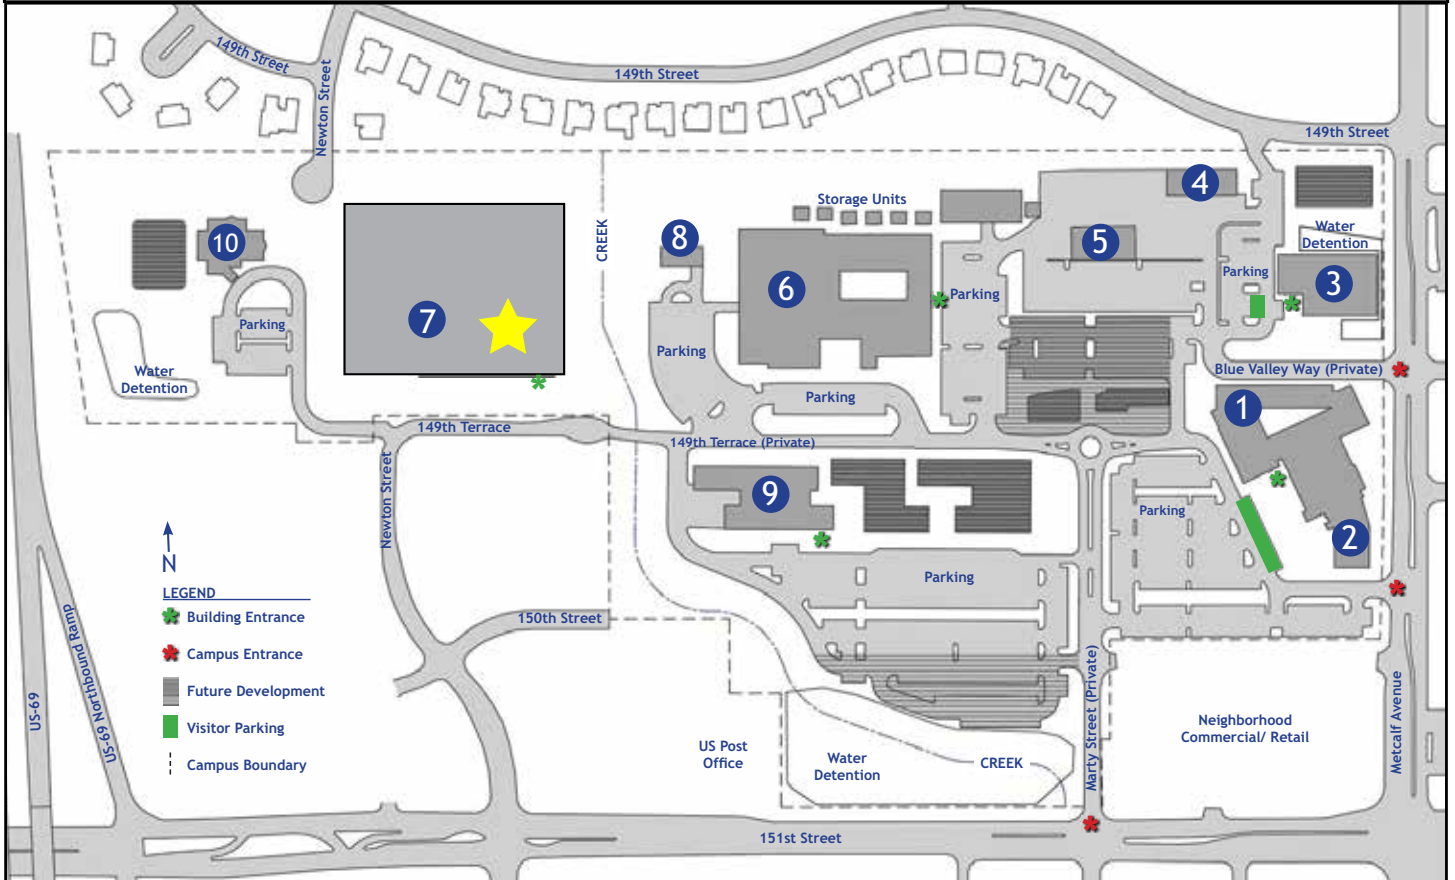 149th Street
Newton Street
149th Street
149th Street
4
Storage Units
8
10
CREEK
5
Water
Detention
Parking
3
6
Parking
7
Parking
Parking
Water
Detention
Blue Valley Way (Private)
Parking
1
149th Terrace
149th Terrace (Private)
Newton Street
9
Parking
2
N
LEGEND
Building Entrance
Campus Entrance
Future Development
Visitor Parking
Campus Boundary
Parking
150th Street
US-69
US-69 Northbound Ramp
Marty Street (Private)
Metcalf Avenue
Neighborhood
Commercial/ Retail
US Post
Office
Water
Detention
CREEK
151st Street